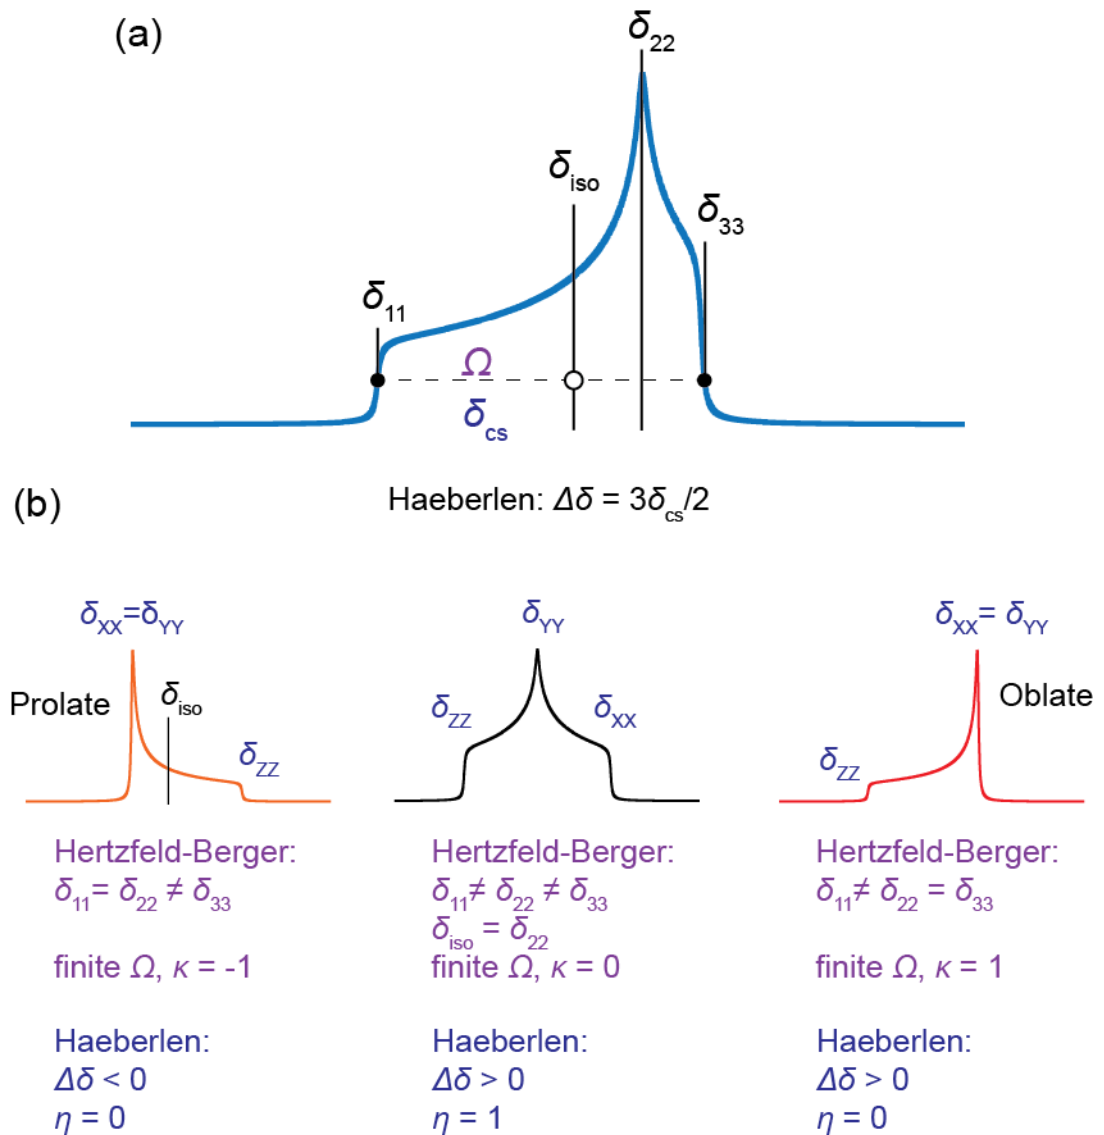 (a)
δ22
δiso
δ33
δ11
Ω
δcs
(b)
Haeberlen: Δδ = 3δcs/2
δXX=δYY
Prolate
δiso
δZZ
δYY
δZZ
δXX
δXX= δYY
Oblate
δZZ
Hertzfeld-Berger:
δ11= δ22 ≠ δ33
finite Ω, κ = -1
Haeberlen:
Δδ < 0
η = 0
Hertzfeld-Berger:
δ11≠ δ22 ≠ δ33
δiso = δ22
finite Ω, κ = 0
Haeberlen:
Δδ > 0
η = 1
Hertzfeld-Berger:
δ11≠ δ22 = δ33
finite Ω, κ = 1
Haeberlen:
Δδ > 0
η = 0